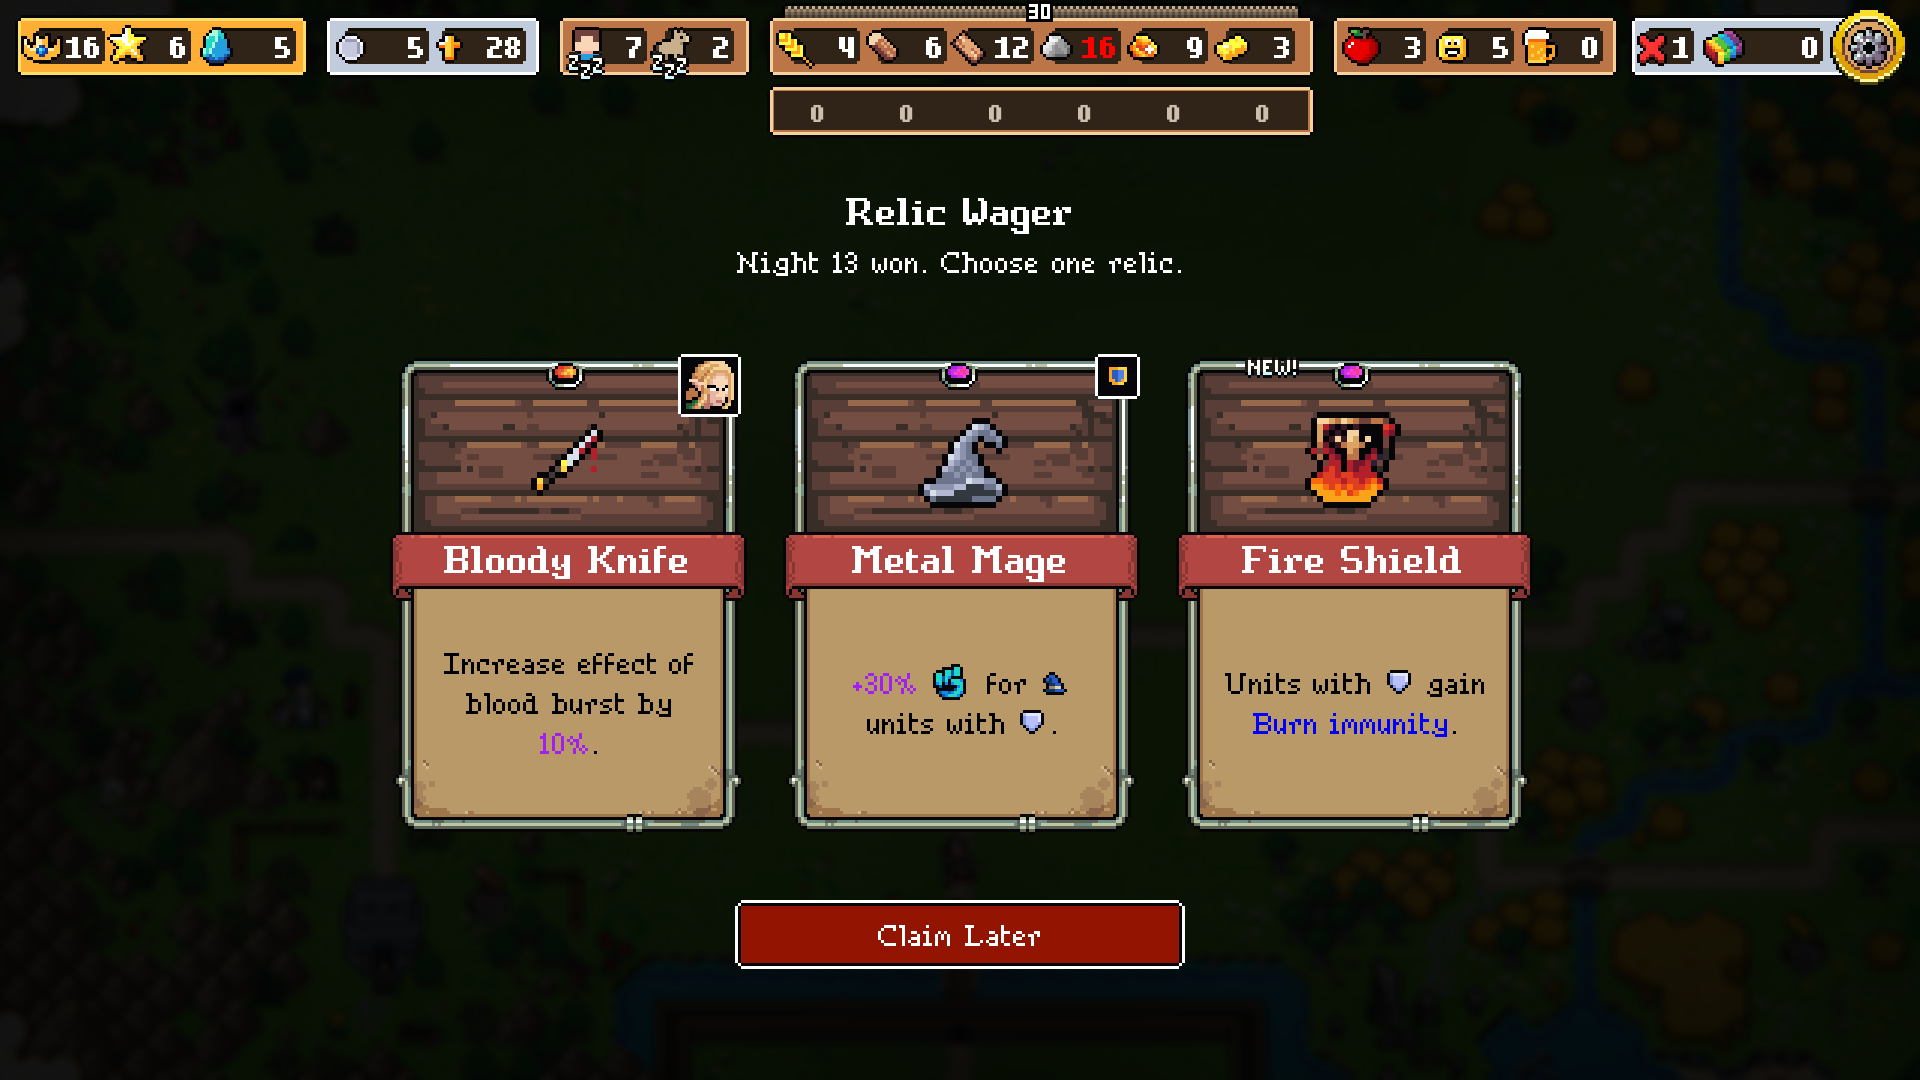 30
16 6 5 5 28 7 2 4 6 12 16 9 3 3 5 0 1 0
0 0 0 0 0 0
Relic Wager
Night 13 won. Choose one relic.
Bloody Knife
Increase effect of
blood burst by
10%.
Metal Mage
+30% for
units with .
NEW!
Fire Shield
Units with gain
Burn immunity.
Claim Later